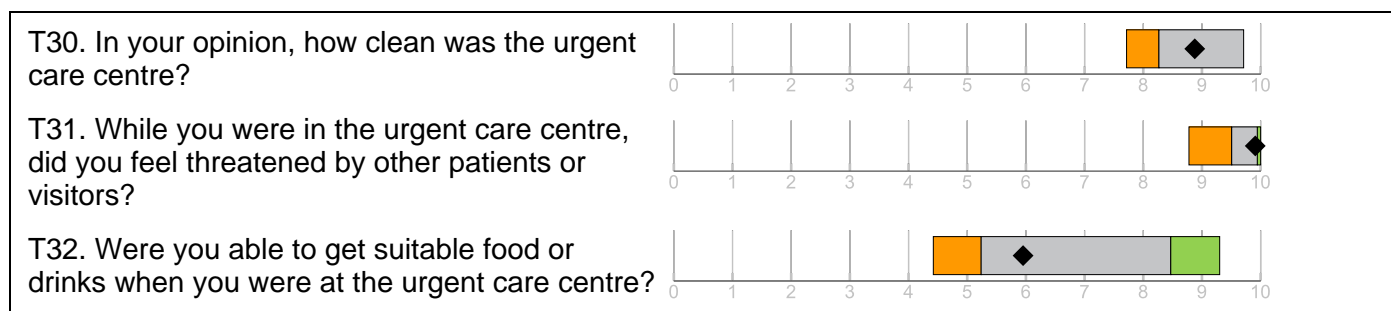 T30. In your opinion, how clean was the urgent
care centre?
0 1 2 3 4 5 6 7 8 9 10
T31. While you were in the urgent care centre,
did you feel threatened by other patients or
visitors?
0 1 2 3 4 5 6 7 8 9 10
T32. Were you able to get suitable food or
drinks when you were at the urgent care centre?
0 1 2 3 4 5 6 7 8 9 10